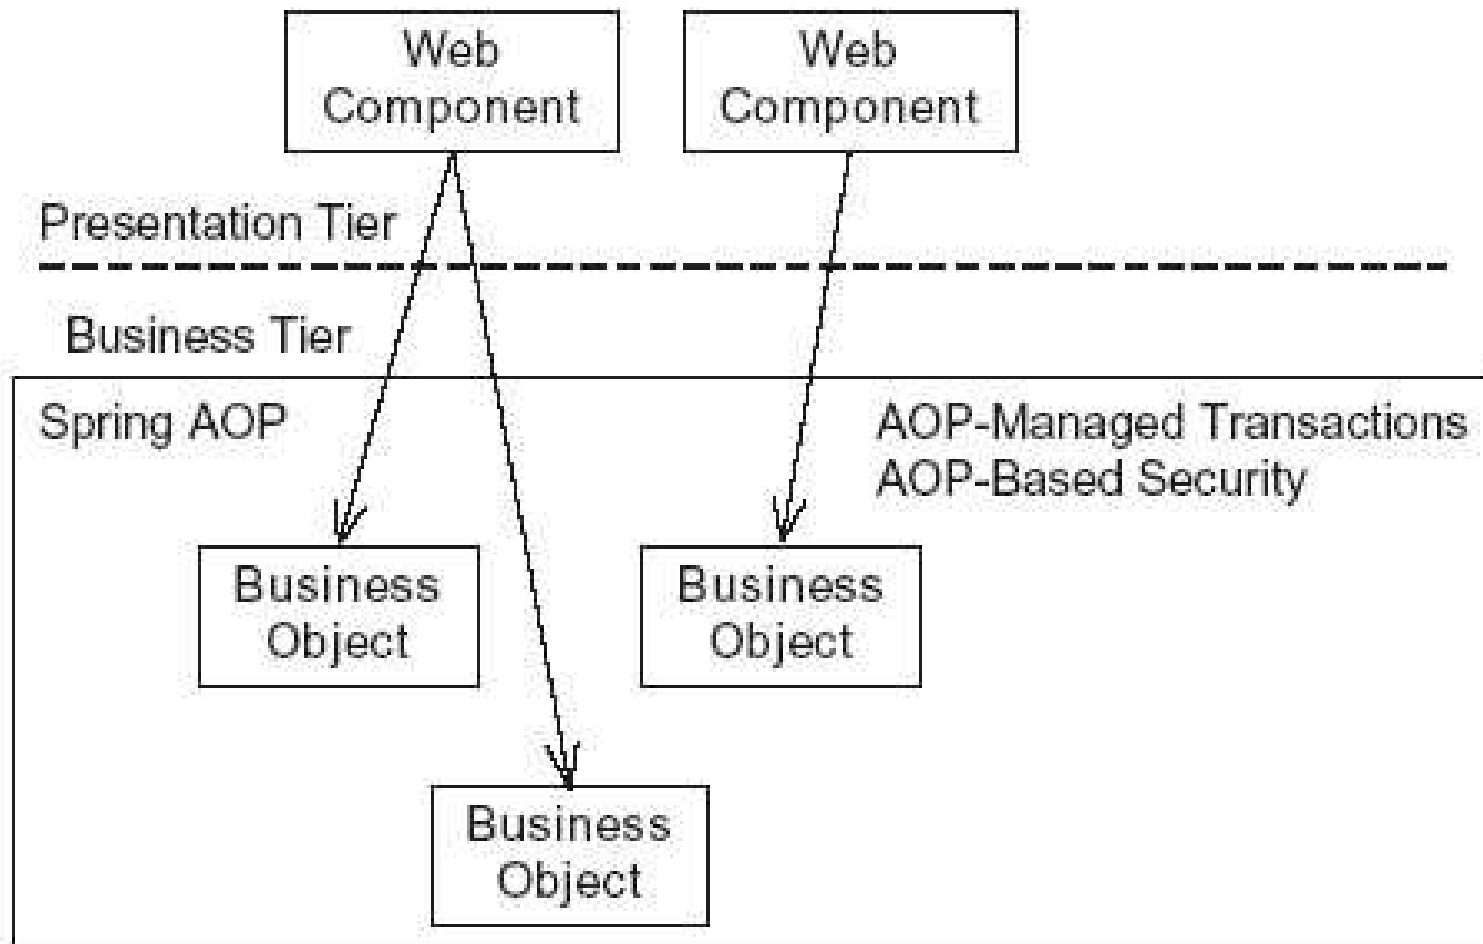 Web
Component
Web
Component
Presentation Tier
Business Tier
Spring AOP
AOP-Managed Transactions
AOP-Based Security
Business
Object
Business
Object
Business
Object